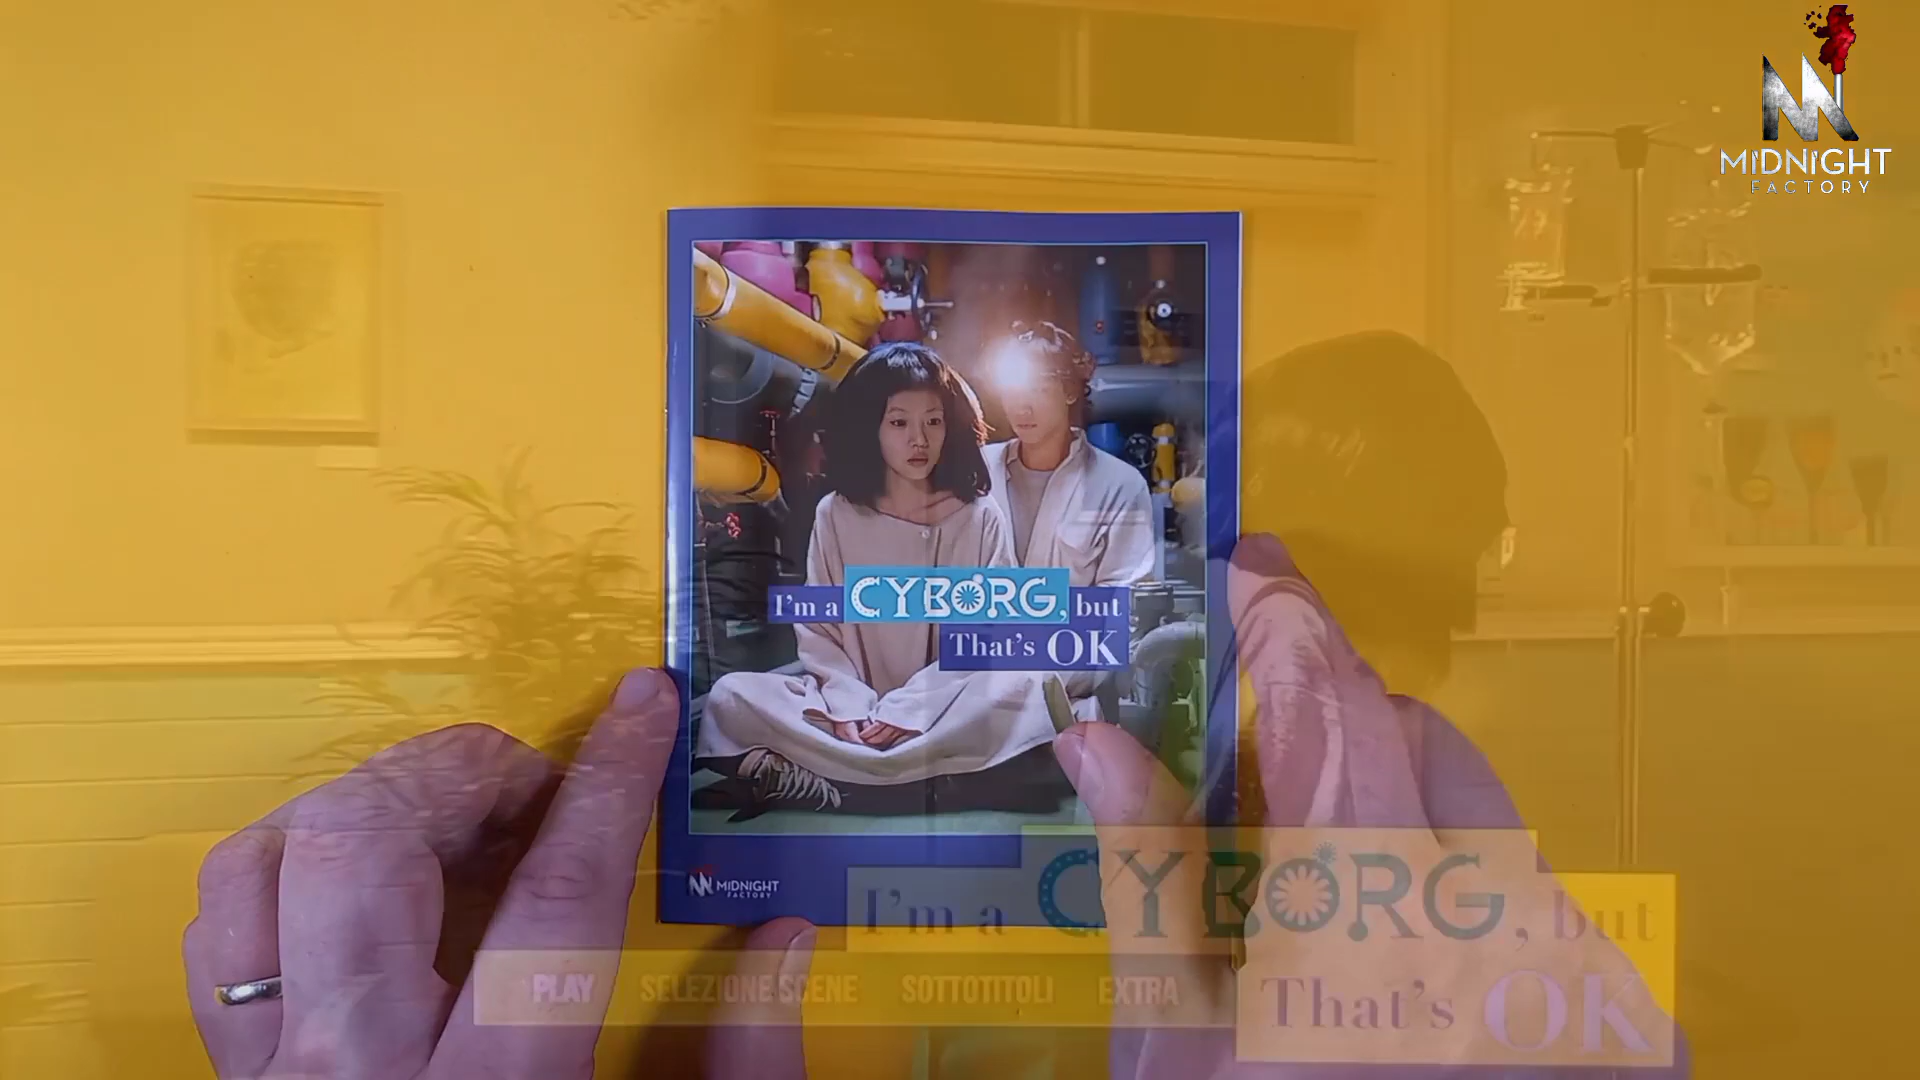 MIDNIGHT
FACTORY
I'm a CYBORG, but
That's OK
MIDNIGHT
FACTORY
I'm a CYBORG, but
That's OK
PLAY SELEZIONE SCENE SOTTOTITOLI EXTRA